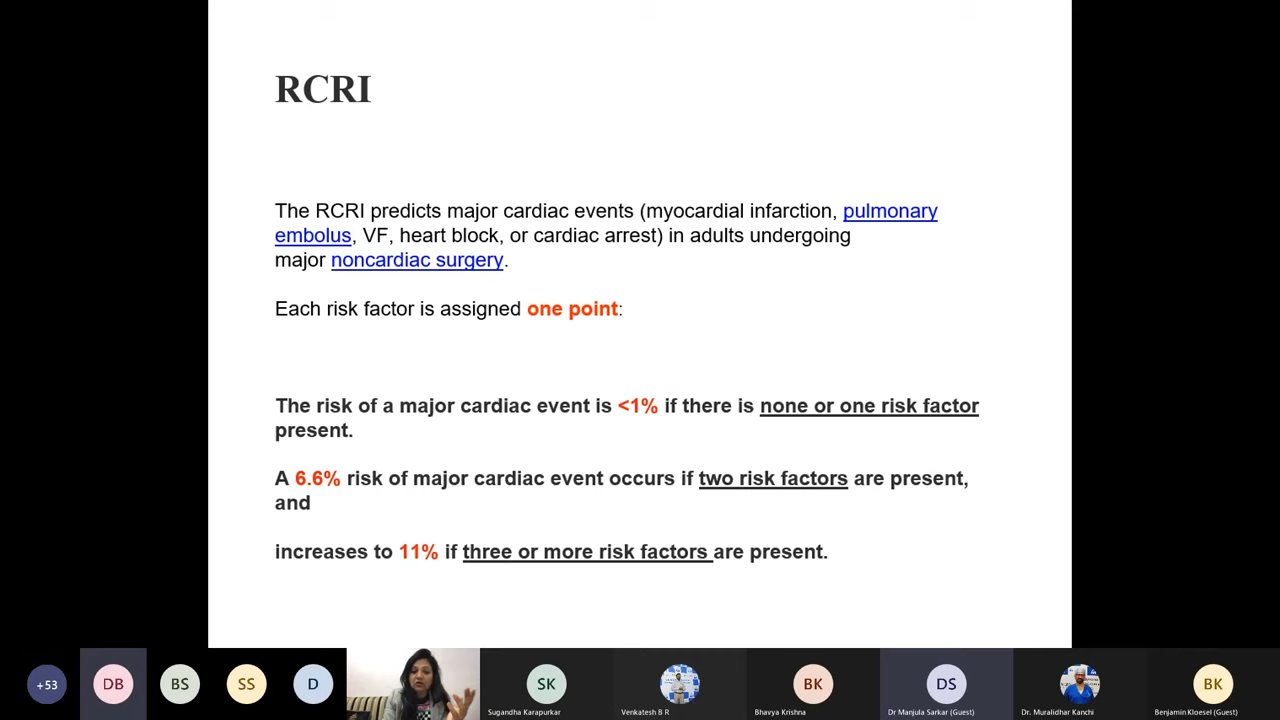 RCRI
The RCRI predicts major cardiac events (myocardial infarction, pulmonary
embolus, VF, heart block, or cardiac arrest) in adults undergoing
major noncardiac surgery.
Each risk factor is assigned one point:
The risk of a major cardiac event is <1% if there is none or one risk factor
present.
A 6.6% risk of major cardiac event occurs if two risk factors are present,
and
increases to 11% if three or more risk factors are present.
+53
DB
BS
SS
D
SK
BK
DS
BK
Sugandha Karapurkar
Venkatesh B R
Bhavya Krishna
Dr Manjula Sarkar (Guest)
Dr. Muralidhar Kanchi
Benjamin Kloesel (Guest)